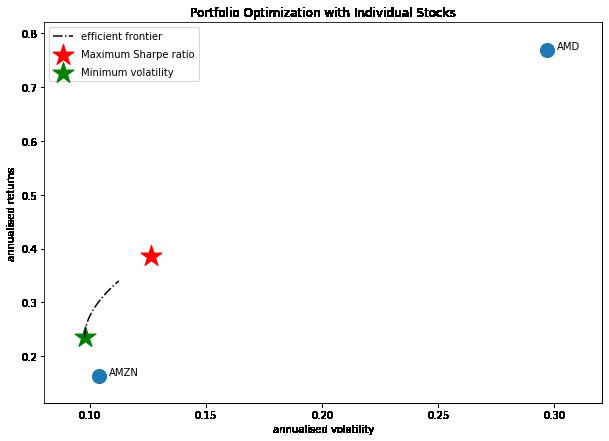 Portfolio Optimization with Individual Stocks
efficient frontier
Maximum Sharpe ratio
Minimum volatility
AMD
AMZN
0.8
0.7
0.6
0.5
0.4
0.3
0.2
annualised returns
0.10 0.15 0.20 0.25 0.30
annualised volatility